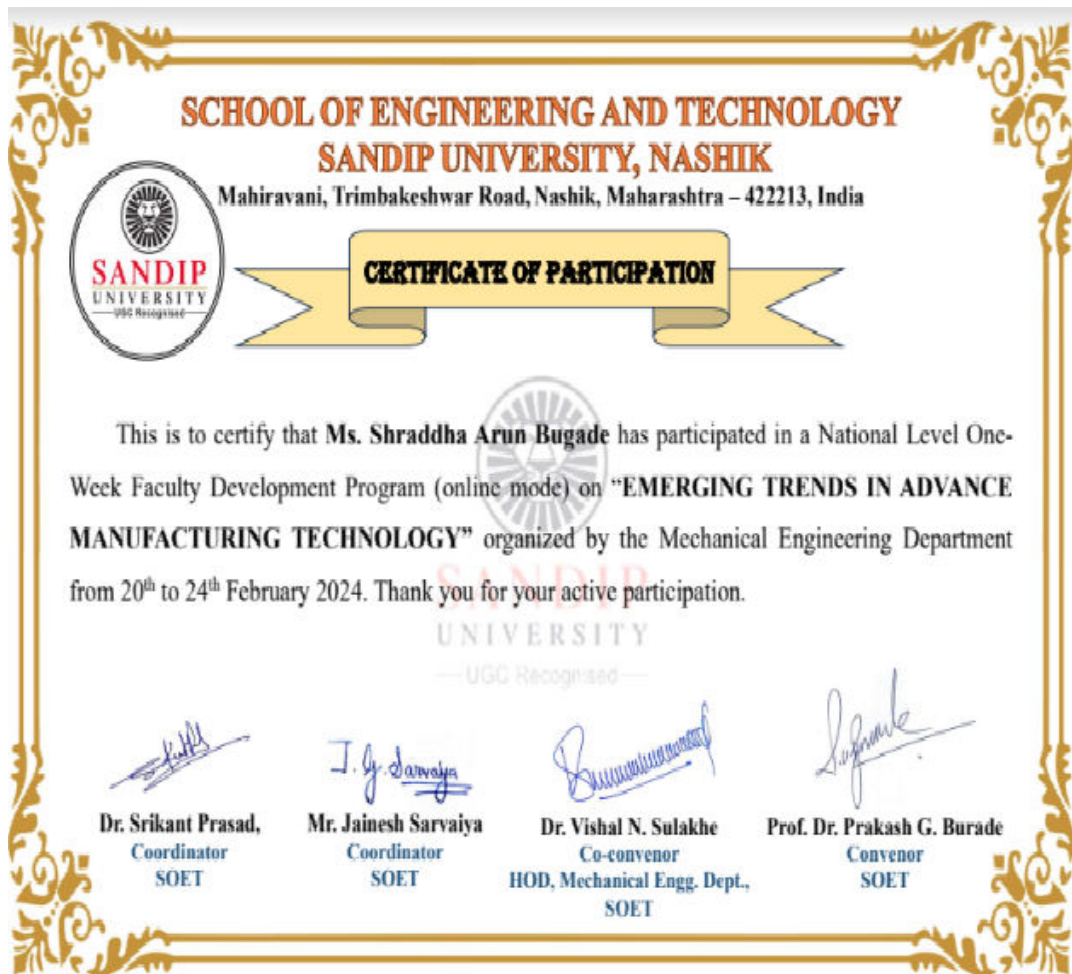 SCHOOL OF ENGINEERING AND TECHNOLOGY
SANDIP UNIVERSITY, NASHIK
Mahiravani, Trimbakeshwar Road, Nashik, Maharashtra – 422213, India
SANDIP
UNIVERSITY
UGC Recognised
CERTIFICATE OF PARTICIPATION
This is to certify that Ms. Shraddha Arun Bugade has participated in a National Level One-
Week Faculty Development Program (online mode) on “EMERGING TRENDS IN ADVANCE
MANUFACTURING TECHNOLOGY” organized by the Mechanical Engineering Department
from 20th to 24th February 2024. Thank you for your active participation.
SANDIP
UNIVERSITY
UGC Recognised
J. G. Sarvaiya
Dr. Srikant Prasad, Mr. Jainesh Sarvaiya Dr. Vishal N. Sulakhe Prof. Dr. Prakash G. Burade
Coordinator Coordinator Co-convenor Convenor
SOET SOET HOD, Mechanical Engg. Dept., SOET
SOET